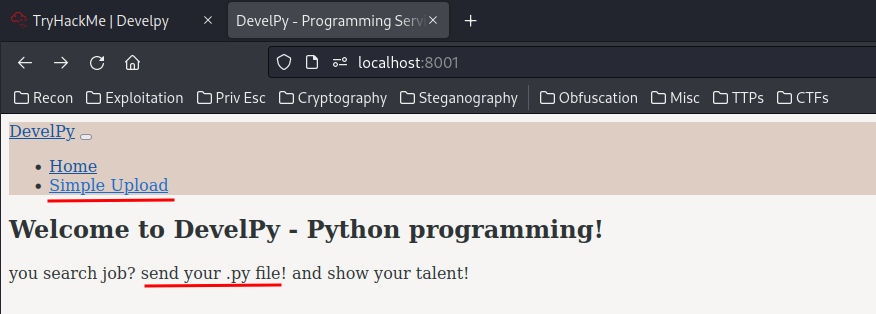 TryHackMe | Develpy
DevelPy - Programming Servi
localhost:8001
Recon Exploitation Priv Esc Cryptography Steganography Obfuscation Misc TTPs CTFs
DevelPy
Home
Simple Upload
Welcome to DevelPy - Python programming!
you search job? send your .py file! and show your talent!